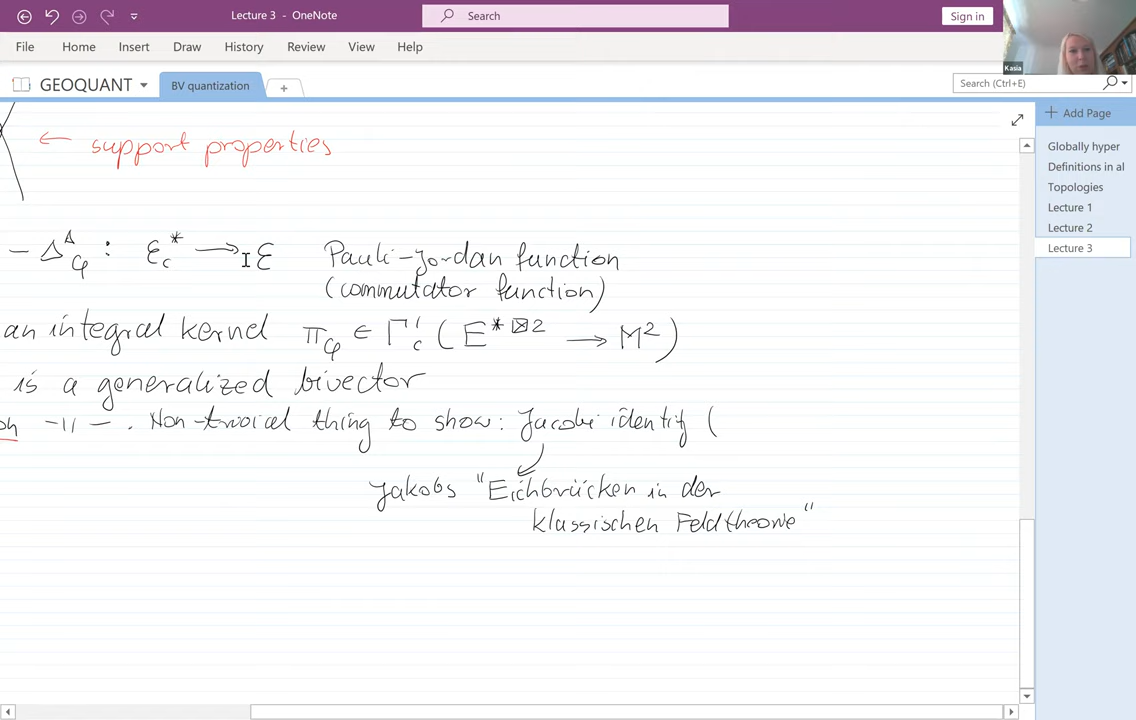 Lecture 3 - OneNote
Search
Sign in
File Home Insert Draw History Review View Help
Kasia
GEOQUANT
BV quantization
Search (Ctrl+E)
Add Page
Globally hyper
Definitions in al
Topologies
Lecture 1
Lecture 2
Lecture 3
← support properties
− Δ^A_φ : ℰ_c^* → ℰ Pauli-Jordan function
(commutator function)
an integral kernel Π_φ ∈ Γ'_c ( E^{*⊠2} → M² )
is a generalized bivector
-11- . Non-trivial thing to show: Jacobi identity (
Jakobs "Eichbrücken in der
klassischen Feldtheorie"